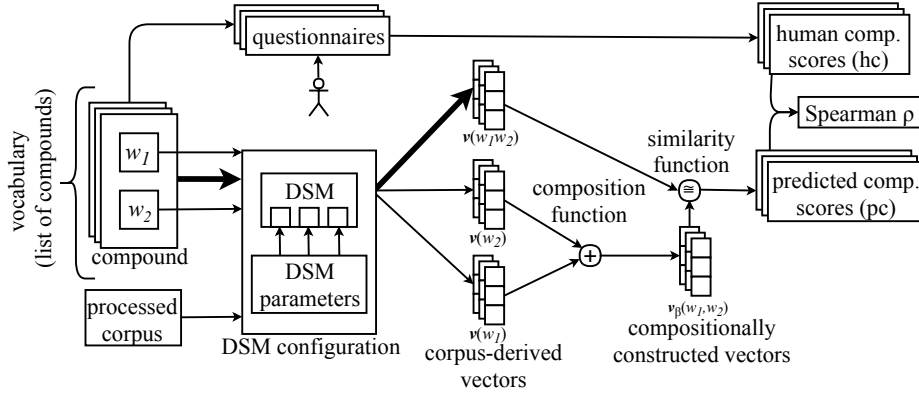 questionnaires
human comp.
scores (hc)
Spearman ρ
vocabulary
(list of compounds)
w1
w2
compound
processed
corpus
DSM
DSM
parameters
DSM configuration
v(w1w2)
v(w2)
v(w1)
corpus-derived
vectors
composition
function
+
similarity
function
≅
predicted comp.
scores (pc)
vβ(w1,w2)
compositionally
constructed vectors